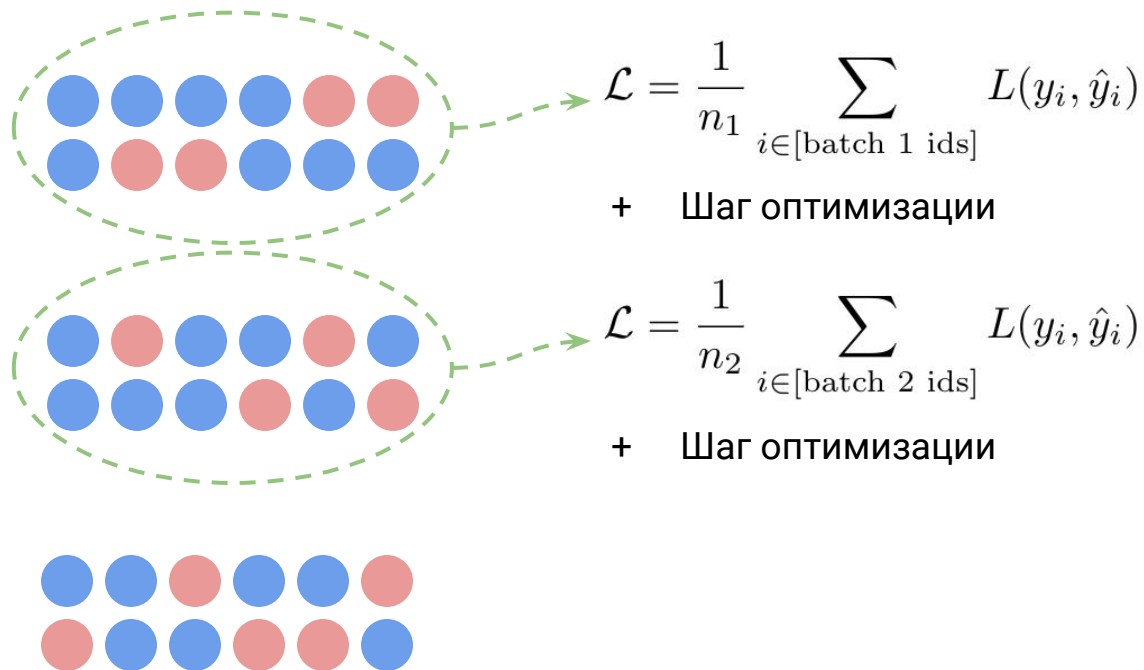 ℒ = 1/n₁ ∑ i∈[batch 1 ids] L(yᵢ, ŷᵢ)
+ Шаг оптимизации
ℒ = 1/n₂ ∑ i∈[batch 2 ids] L(yᵢ, ŷᵢ)
+ Шаг оптимизации